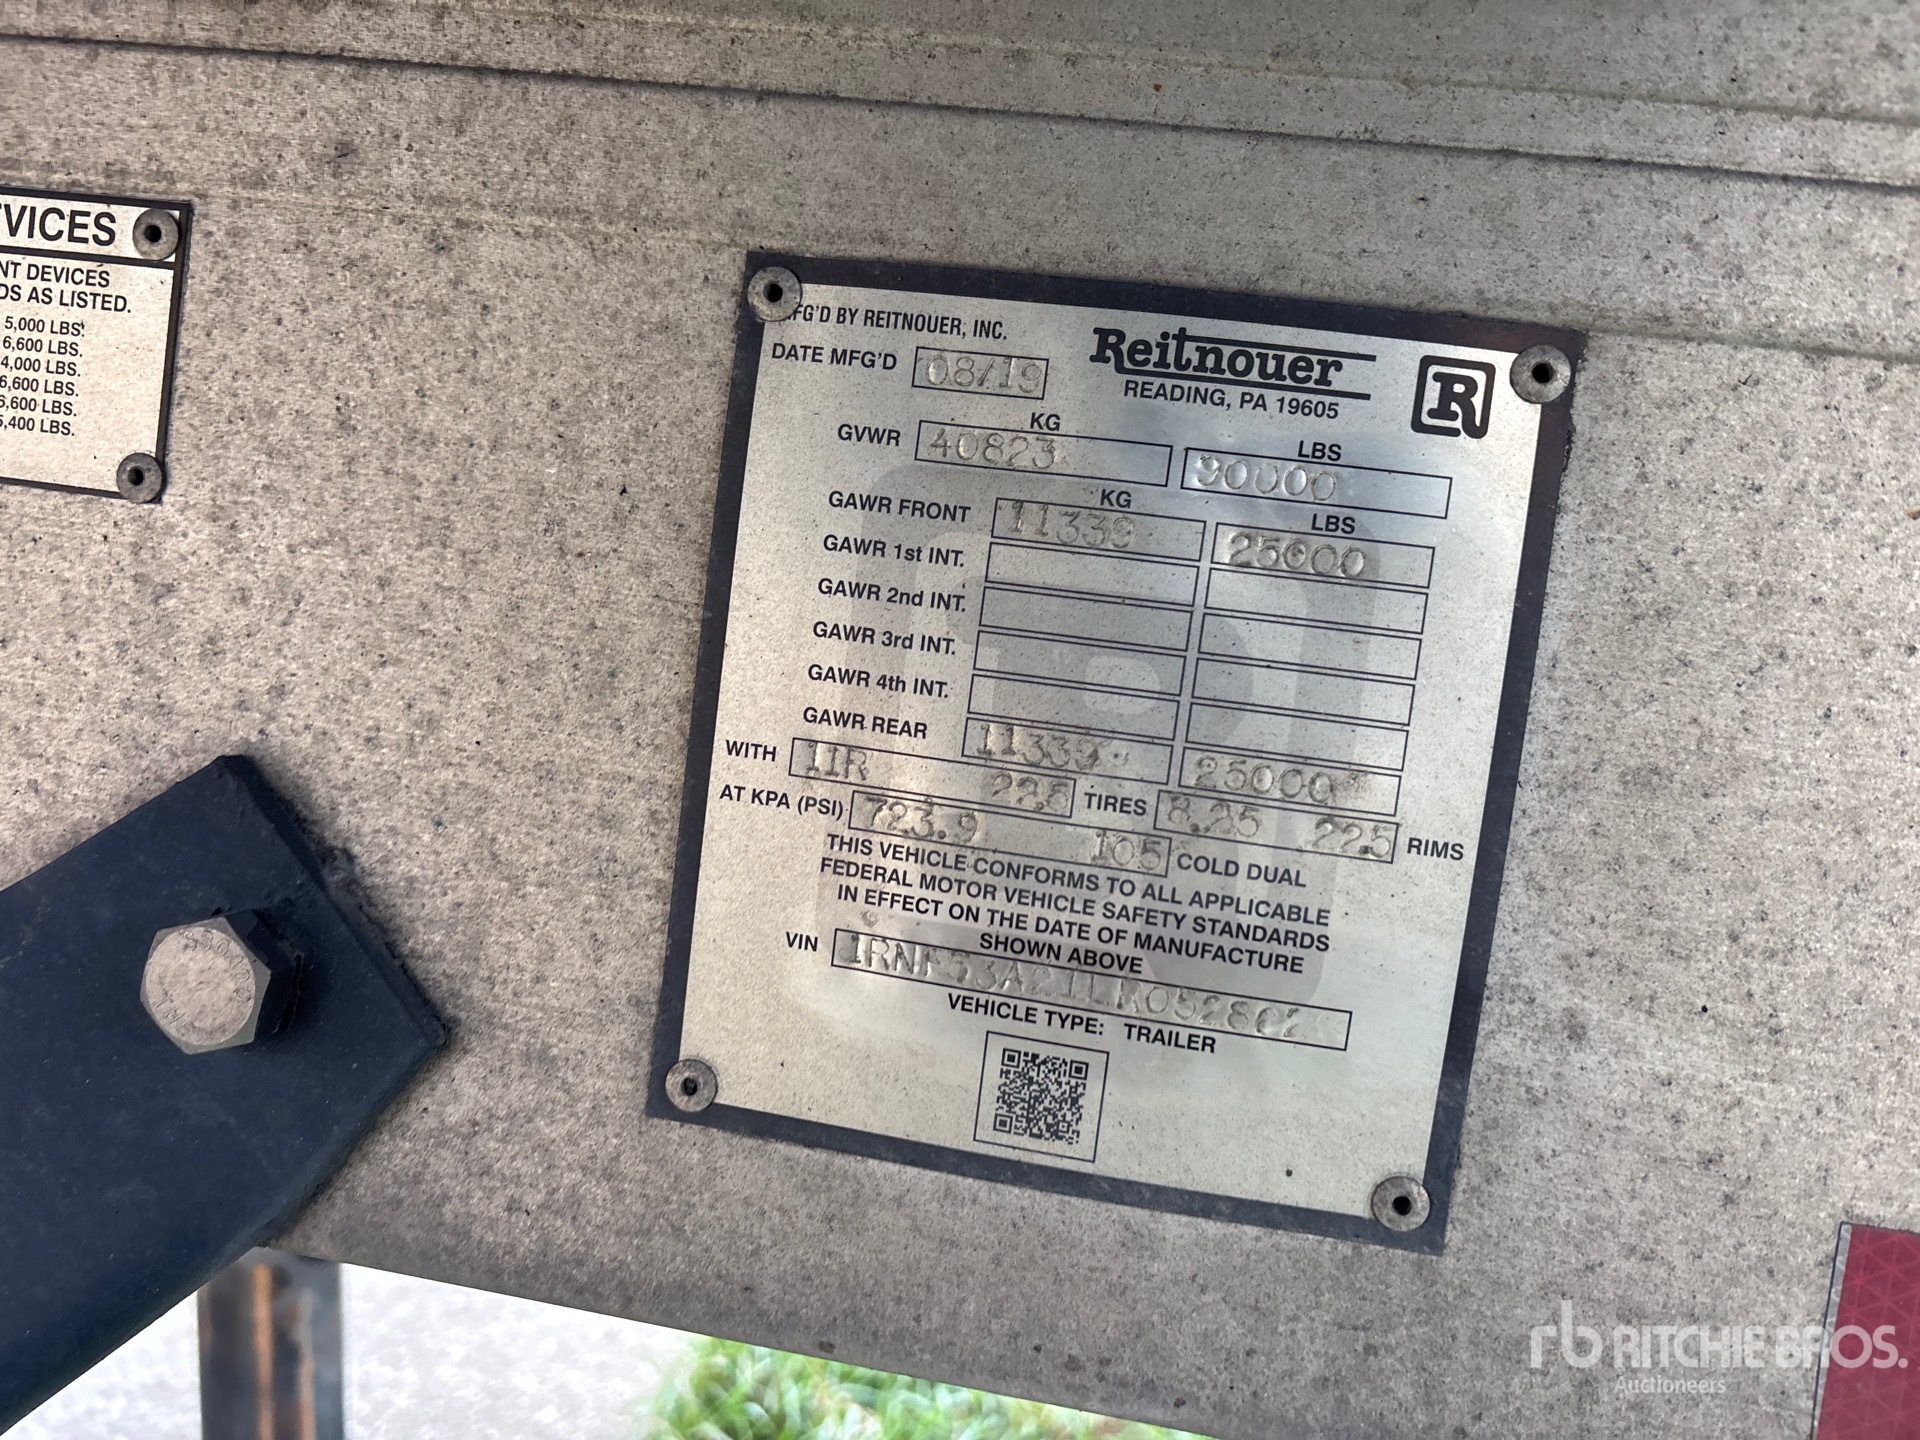 VICES
NT DEVICES
DS AS LISTED.
5,000 LBS.
6,600 LBS.
4,000 LBS.
6,600 LBS.
6,600 LBS.
5,400 LBS.
MFG'D BY REITNOUER, INC.
Reitnouer
R
READING, PA 19605
DATE MFG'D 08/19
KG LBS
GVWR 40823 90000
KG LBS
GAWR FRONT 11339 25000
GAWR 1st INT.
GAWR 2nd INT.
GAWR 3rd INT.
GAWR 4th INT.
GAWR REAR 11339 25000
WITH 11R 22.5 TIRES 8.25 22.5 RIMS
AT KPA (PSI) 723.9 105 COLD DUAL
THIS VEHICLE CONFORMS TO ALL APPLICABLE
FEDERAL MOTOR VEHICLE SAFETY STANDARDS
IN EFFECT ON THE DATE OF MANUFACTURE
SHOWN ABOVE
VIN
VEHICLE TYPE: TRAILER
rb RITCHIE BROS.
Auctioneers